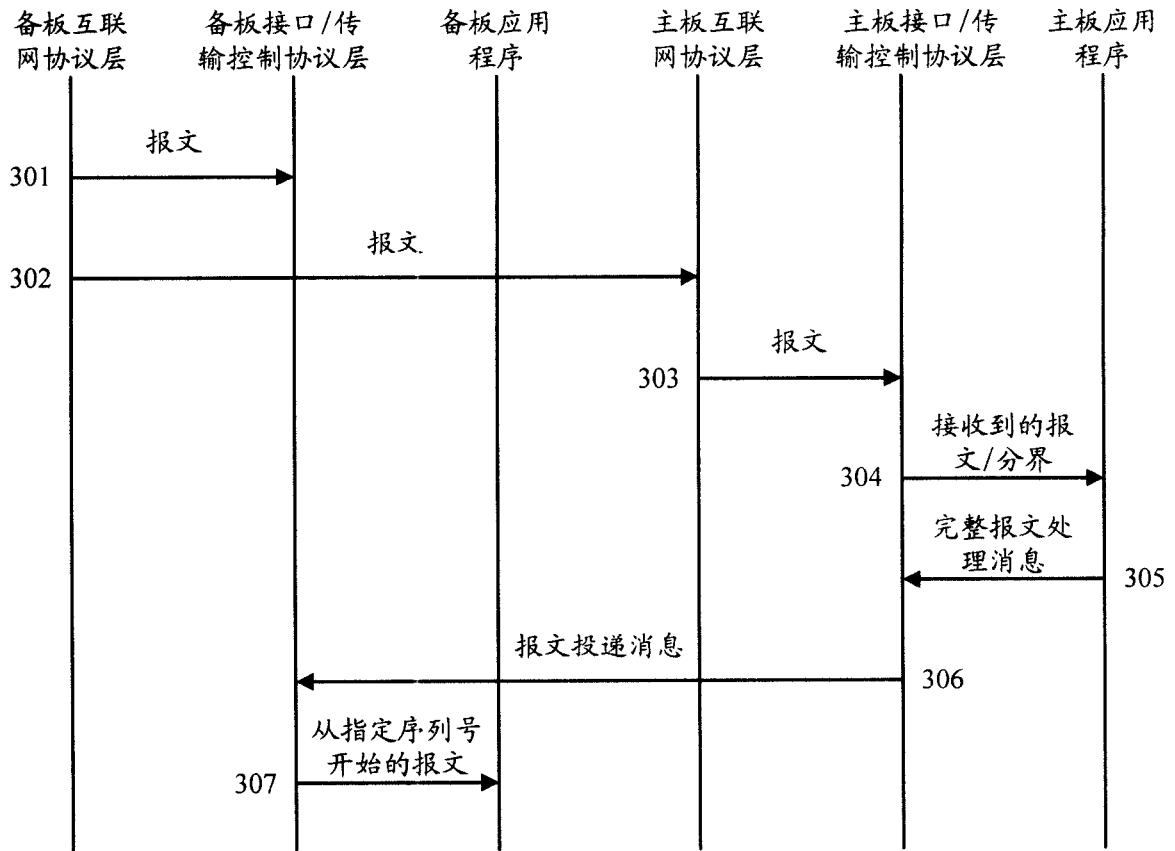 备板互联
网协议层
备板接口/传
输控制协议层
备板应用
程序
主板互联
网协议层
主板接口/传
输控制协议层
主板应用
程序
报文
301
报文
302
报文
303
接收到的报
文/分界
304
完整报文处
理消息
305
报文投递消息
306
从指定序列号
开始的报文
307